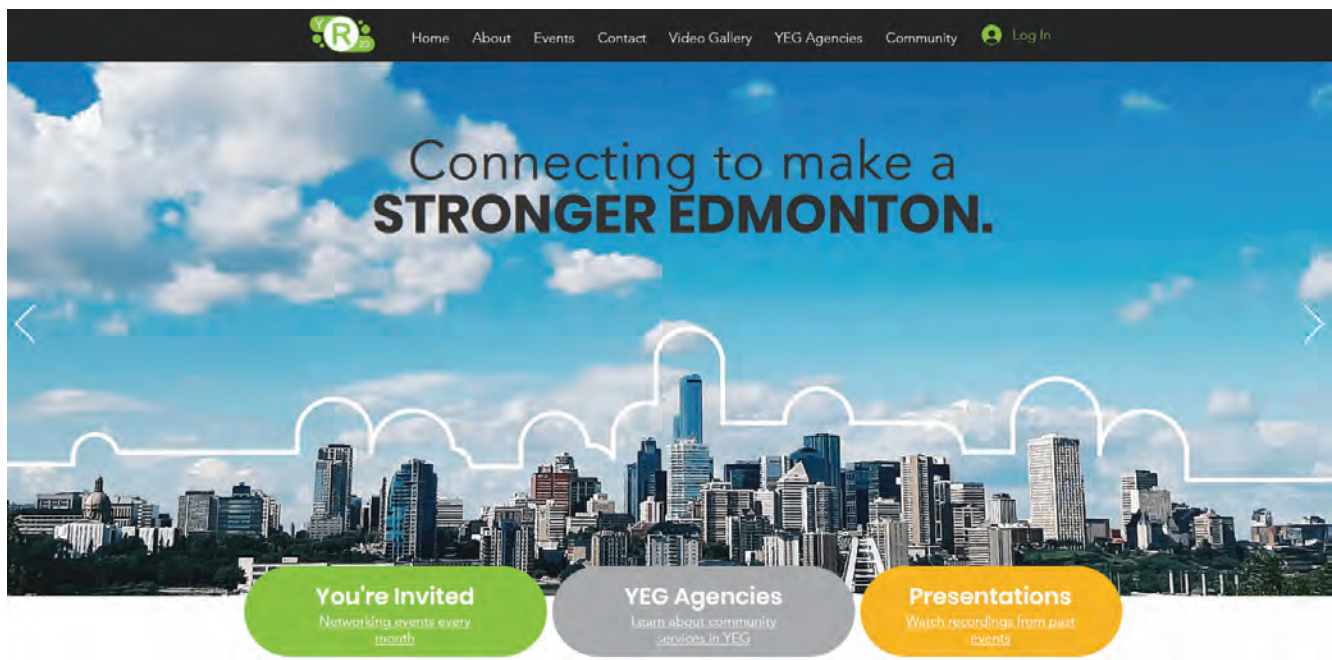 Y
R
23
Home About Events Contact Video Gallery YEG Agencies Community Log In
Connecting to make a
STRONGER EDMONTON.
You're Invited
Networking events every
month
YEG Agencies
Learn about community
services in YEG
Presentations
Watch recordings from past
events